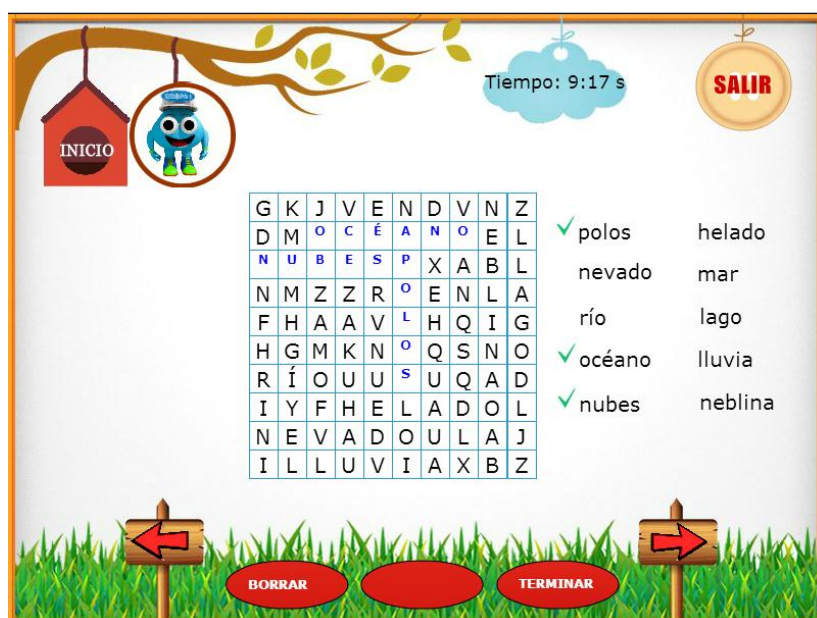 Tiempo: 9:17 s
SALIR
INICIO
G K J V E N D V N Z
D M O C É A N O E L
N U B E S P X A B L
N M Z Z R O E N L A
F H A A V L H Q I G
H G M K N O Q S N O
R Í O U U S U Q A D
I Y F H E L A D O L
N E V A D O U L A J
I L L U V I A X B Z
polos helado
nevado mar
río lago
océano lluvia
nubes neblina
BORRAR
TERMINAR